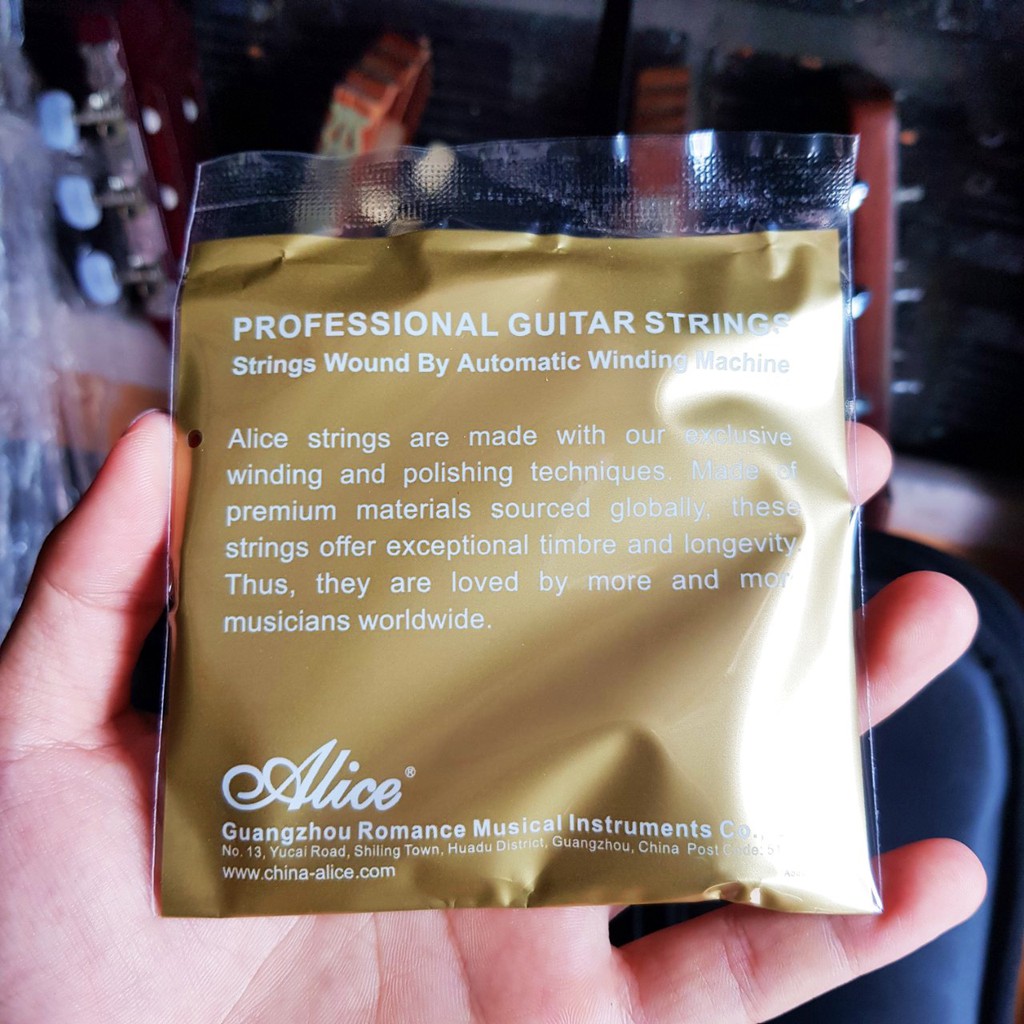 PROFESSIONAL GUITAR STRINGS
Strings Wound By Automatic Winding Machine
Alice strings are made with our exclusive
winding and polishing techniques. Made of
premium materials sourced globally, these
strings offer exceptional timbre and longevity.
Thus, they are loved by more and mor
musicians worldwide.
Alice®
Guangzhou Romance Musical Instruments Co.,
No. 13, Yucai Road, Shiling Town, Huadu District, Guangzhou, China Post Code:
www.china-alice.com